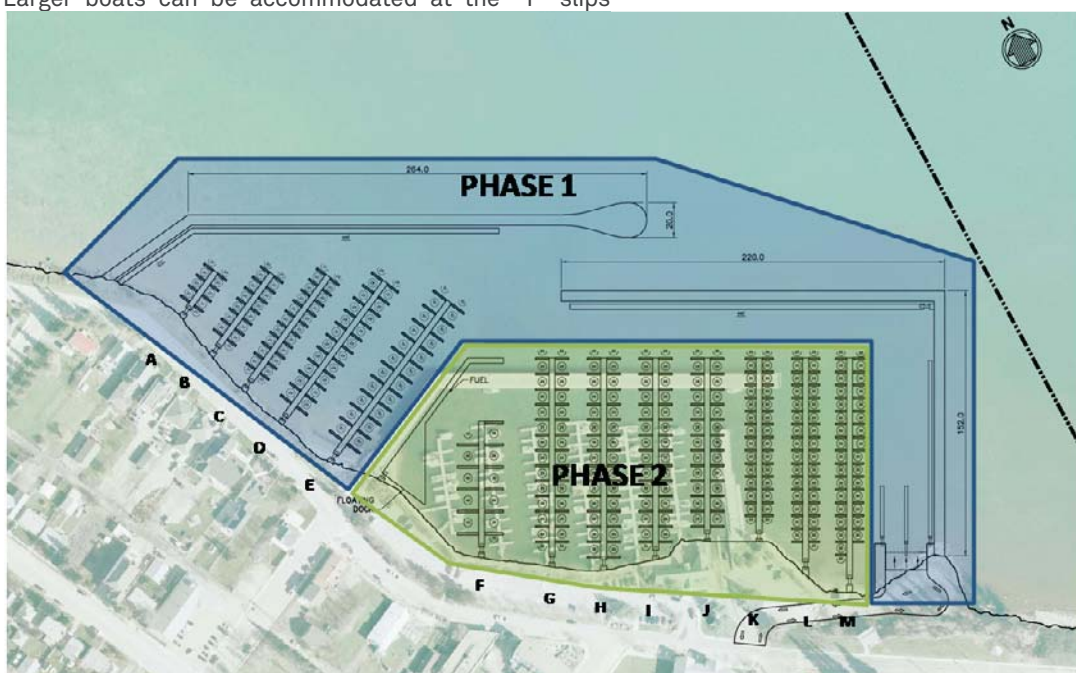 Larger boats can be accommodated at the "T" slips
N
264.0
PHASE 1
20.0
220.0
FUEL
152.0
PHASE 2
A
B
C
D
E
FLOATING
DOCK
F
G
H
I
J
K
L
M